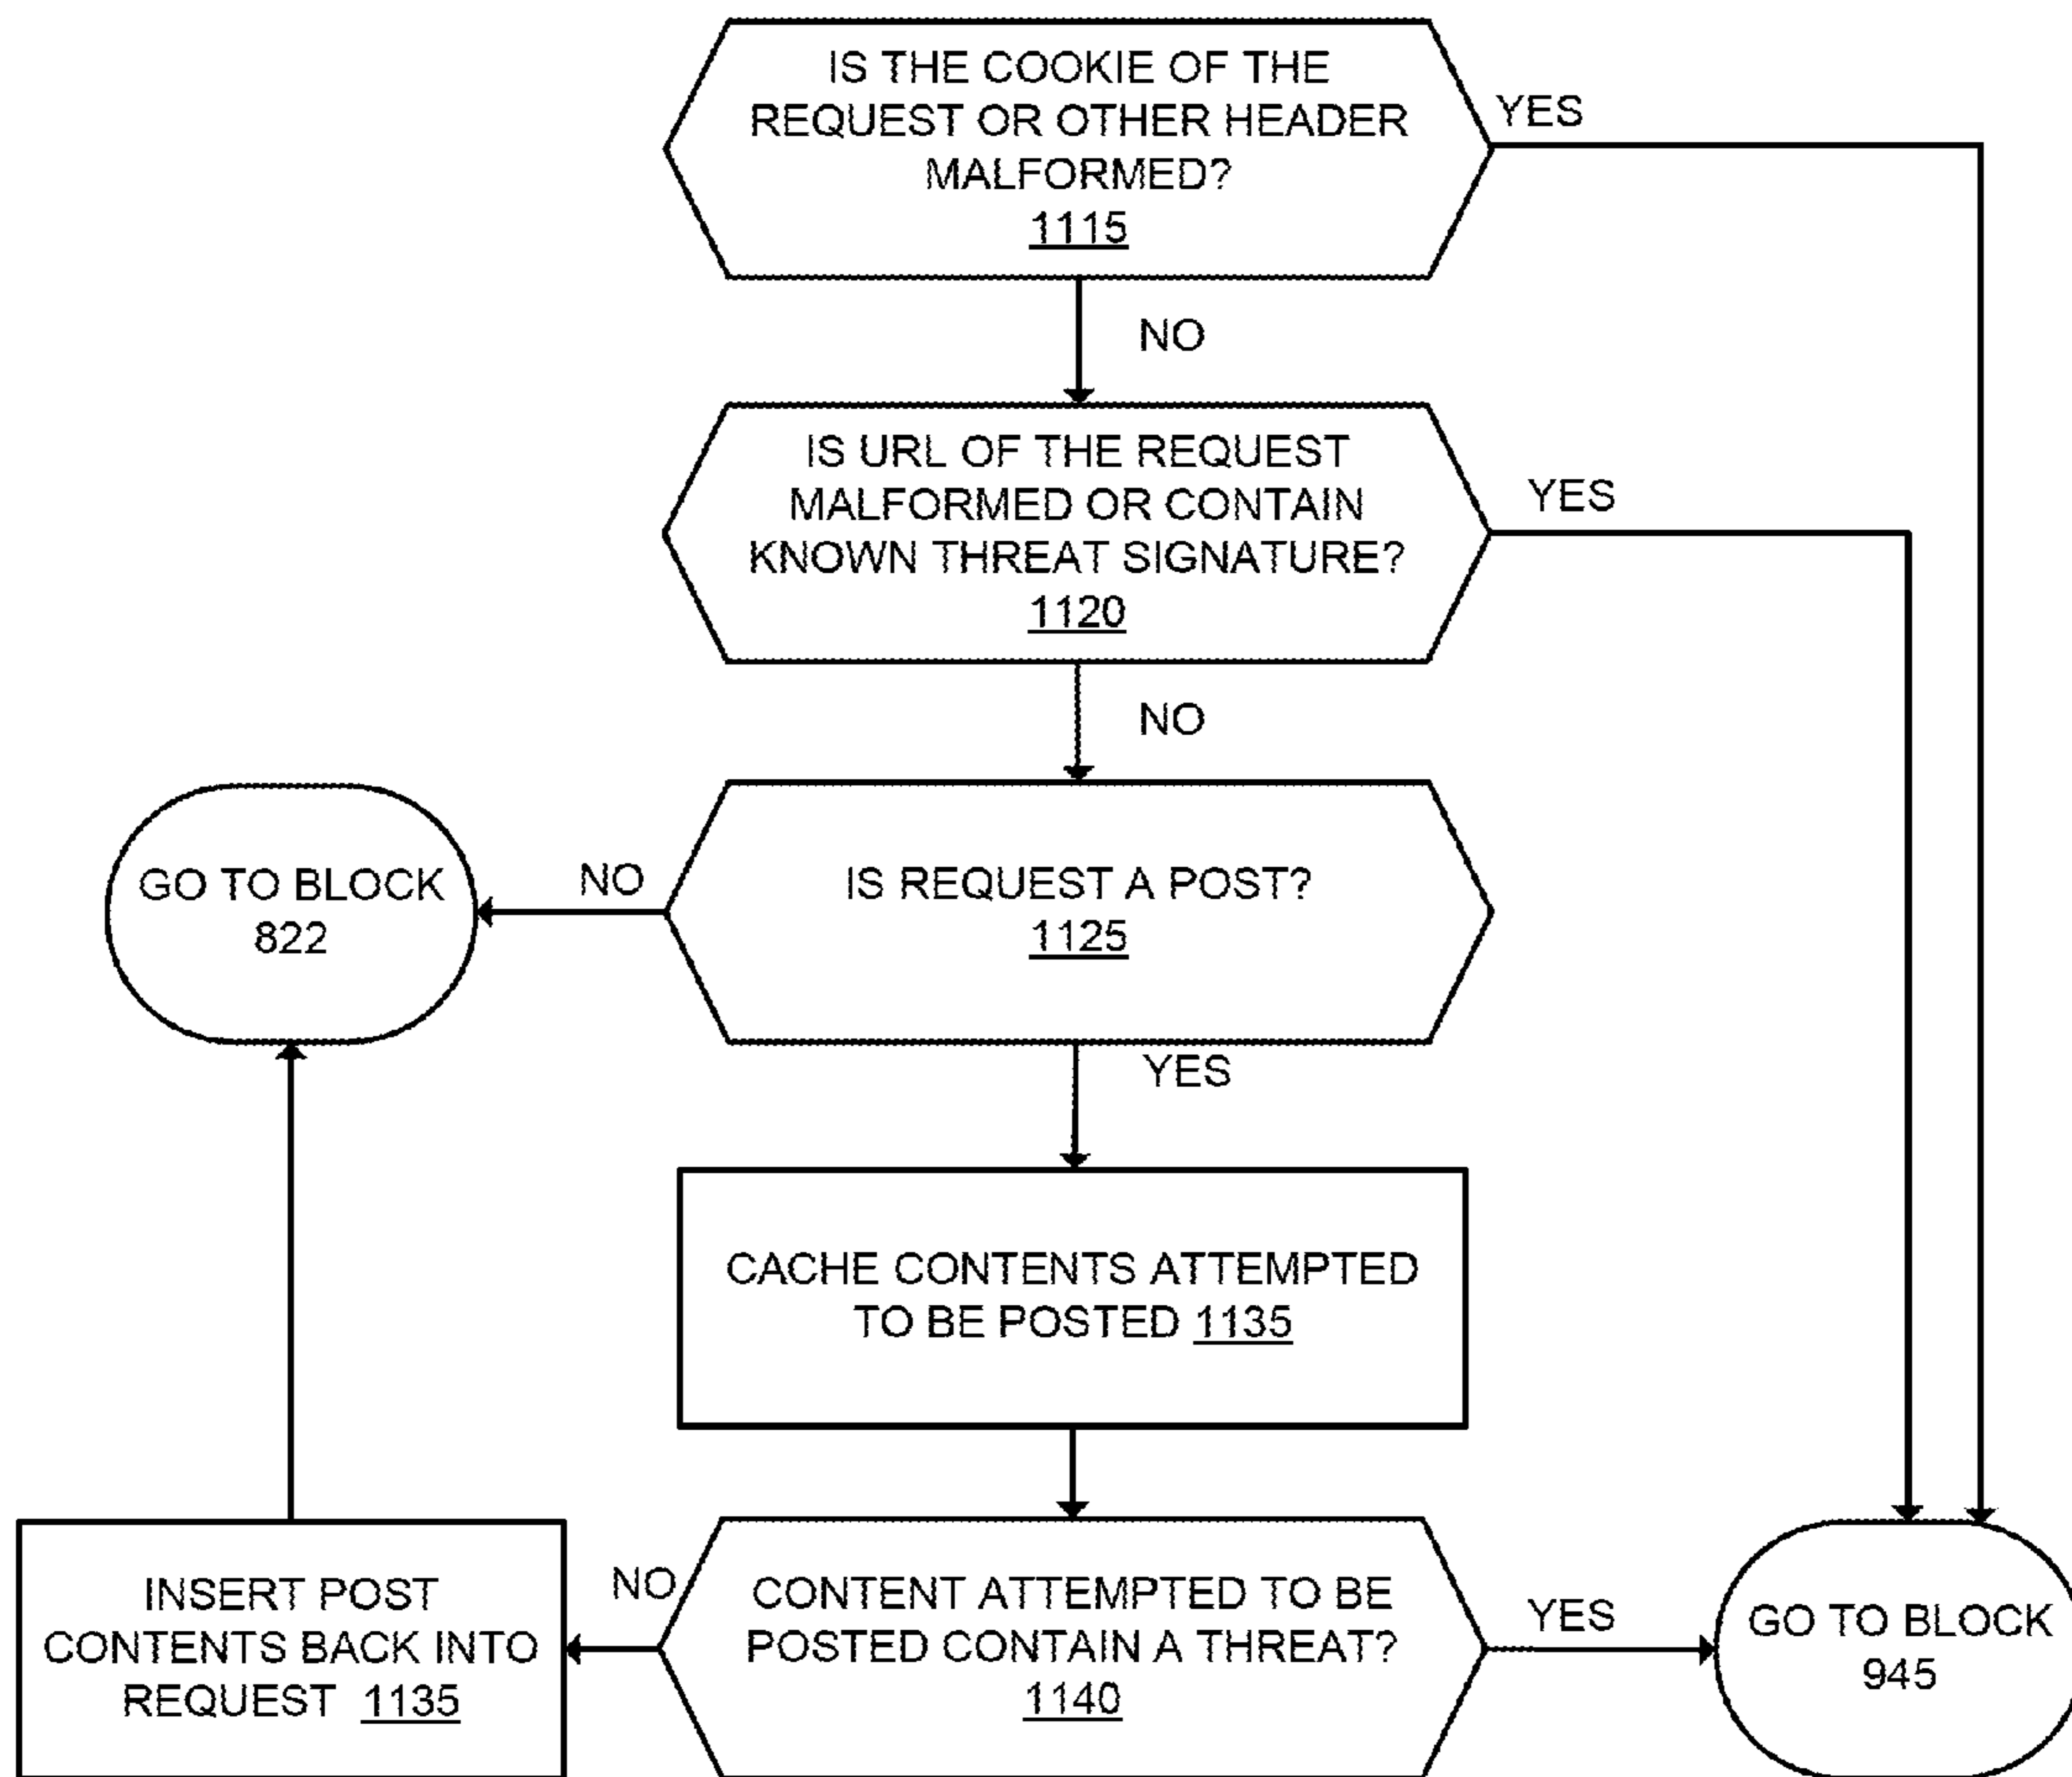 IS THE COOKIE OF THE
REQUEST OR OTHER HEADER
MALFORMED?
1115
YES
NO
IS URL OF THE REQUEST
MALFORMED OR CONTAIN
KNOWN THREAT SIGNATURE?
1120
YES
NO
GO TO BLOCK
822
NO
IS REQUEST A POST?
1125
YES
CACHE CONTENTS ATTEMPTED
TO BE POSTED 1135
INSERT POST
CONTENTS BACK INTO
REQUEST 1135
NO
CONTENT ATTEMPTED TO BE
POSTED CONTAIN A THREAT?
1140
YES
GO TO BLOCK
945